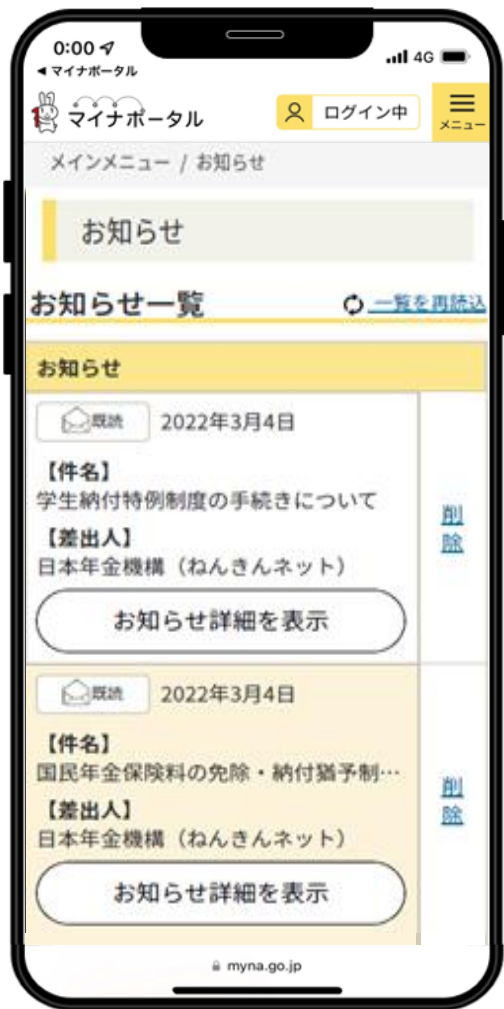 0:00
4G
◀ マイナポータル
マイナポータル
ログイン中
メニュー
メインメニュー / お知らせ
お知らせ
お知らせ一覧
一覧を再読込
お知らせ
既読 2022年3月4日
【件名】
学生納付特例制度の手続きについて
【差出人】
日本年金機構（ねんきんネット）
お知らせ詳細を表示
削除
既読 2022年3月4日
【件名】
国民年金保険料の免除・納付猶予制…
【差出人】
日本年金機構（ねんきんネット）
お知らせ詳細を表示
削除
myna.go.jp